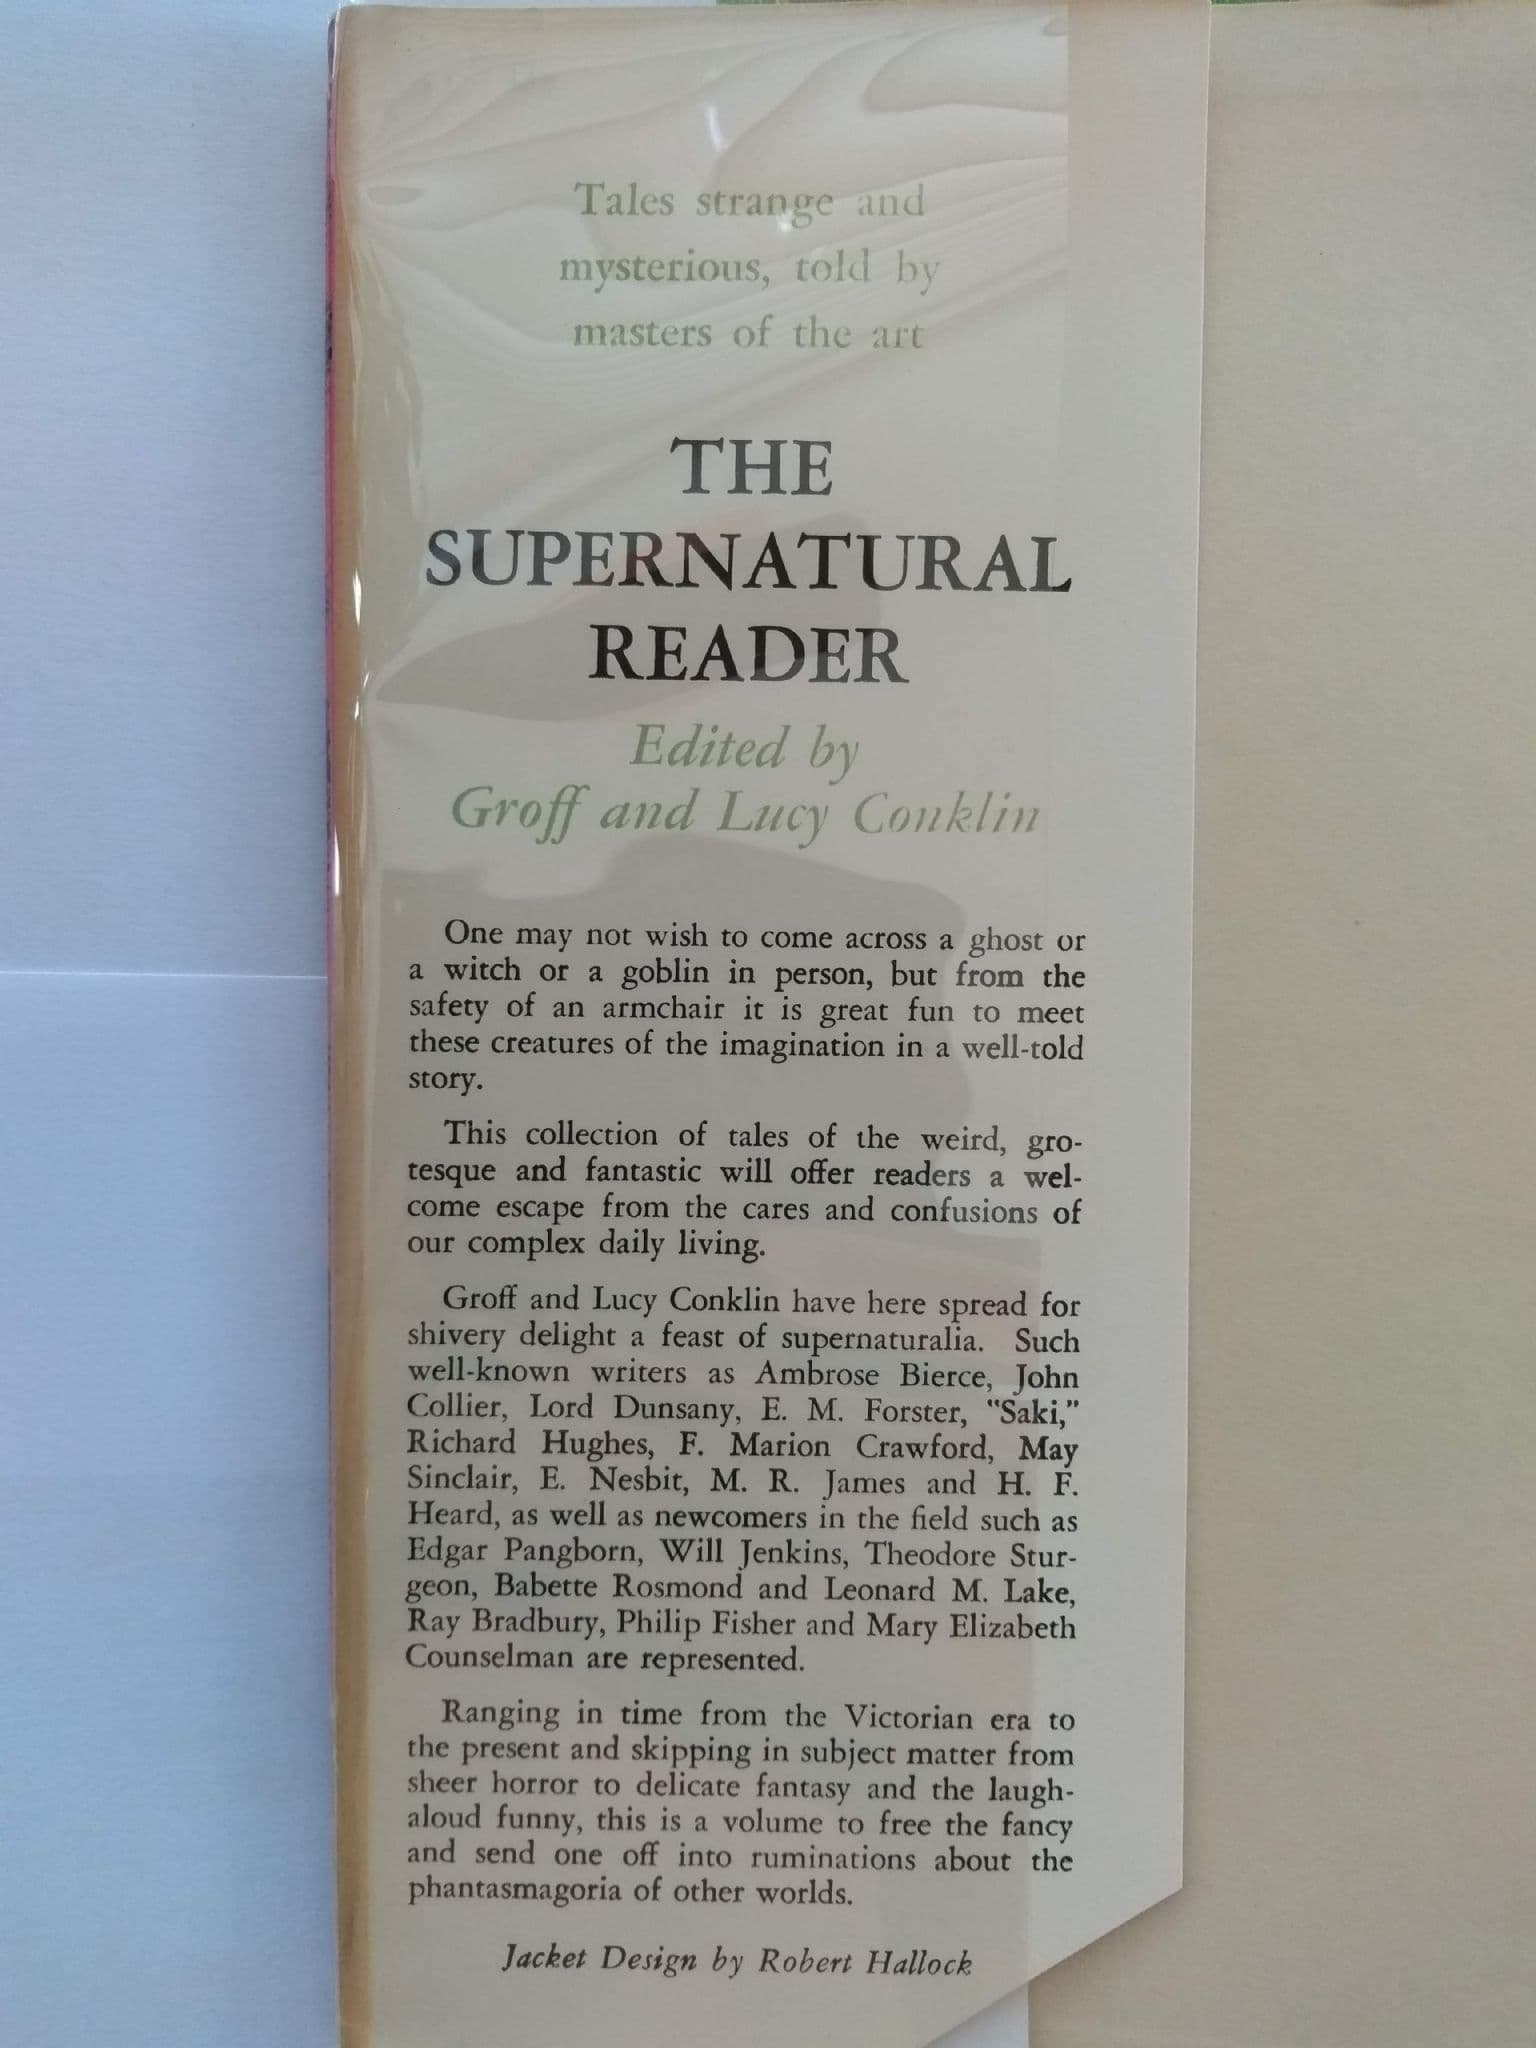 Tales strange and
mysterious, told by
masters of the art
THE
SUPERNATURAL
READER
Edited by
Groff and Lucy Conklin
One may not wish to come across a ghost or
a witch or a goblin in person, but from the
safety of an armchair it is great fun to meet
these creatures of the imagination in a well-told
story.
This collection of tales of the weird, gro-
tesque and fantastic will offer readers a wel-
come escape from the cares and confusions of
our complex daily living.
Groff and Lucy Conklin have here spread for
shivery delight a feast of supernaturalia. Such
well-known writers as Ambrose Bierce, John
Collier, Lord Dunsany, E. M. Forster, "Saki,"
Richard Hughes, F. Marion Crawford, May
Sinclair, E. Nesbit, M. R. James and H. F.
Heard, as well as newcomers in the field such as
Edgar Pangborn, Will Jenkins, Theodore Stur-
geon, Babette Rosmond and Leonard M. Lake,
Ray Bradbury, Philip Fisher and Mary Elizabeth
Counselman are represented.
Ranging in time from the Victorian era to
the present and skipping in subject matter from
sheer horror to delicate fantasy and the laugh-
aloud funny, this is a volume to free the fancy
and send one off into ruminations about the
phantasmagoria of other worlds.
Jacket Design by Robert Hallock